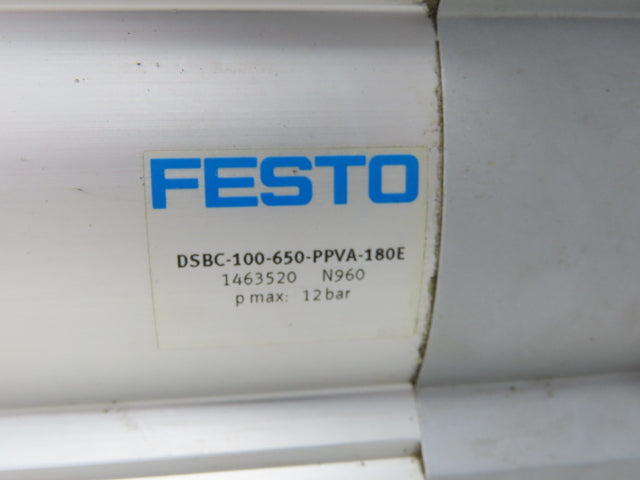 FESTO
DSBC-100-650-PPVA-180E
1463520 N960
p max: 12 bar